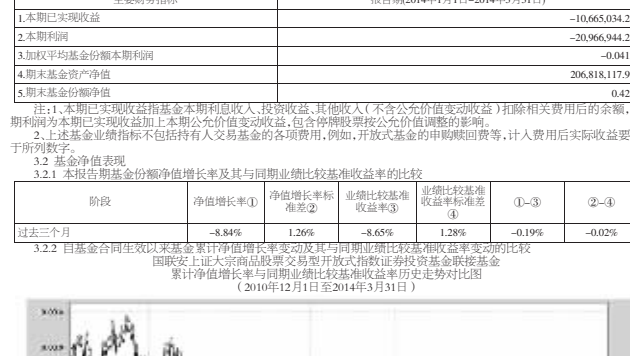 主要财务指标 报告期(2014年1月1日-2014年3月31日)
1.本期已实现收益 -10,665,034.2
2.本期利润 -20,966,944.2
3.加权平均基金份额本期利润 -0.041
4.期末基金资产净值 206,818,117.9
5.期末基金份额净值 0.42
注:1、本期已实现收益指基金本期利息收入、投资收益、其他收入(不含公允价值变动收益)扣除相关费用后的余额,
期利润为本期已实现收益加上本期公允价值变动收益,包含停牌股票按公允价值调整的影响。
2、上述基金业绩指标不包括持有人交易基金的各项费用,例如,开放式基金的申购赎回费等,计入费用后实际收益要
于所列数字。
3.2 基金净值表现
3.2.1 本报告期基金份额净值增长率及其与同期业绩比较基准收益率的比较
阶段 净值增长率① 净值增长率标准差② 业绩比较基准收益率③ 业绩比较基准收益率标准差④ ①-③ ②-④
过去三个月 -8.84% 1.26% -8.65% 1.28% -0.19% -0.02%
3.2.2 自基金合同生效以来基金累计净值增长率变动及其与同期业绩比较基准收益率变动的比较
国联安上证大宗商品股票交易型开放式指数证券投资基金联接基金
累计净值增长率与同期业绩比较基准收益率历史走势对比图
(2010年12月1日至2014年3月31日)